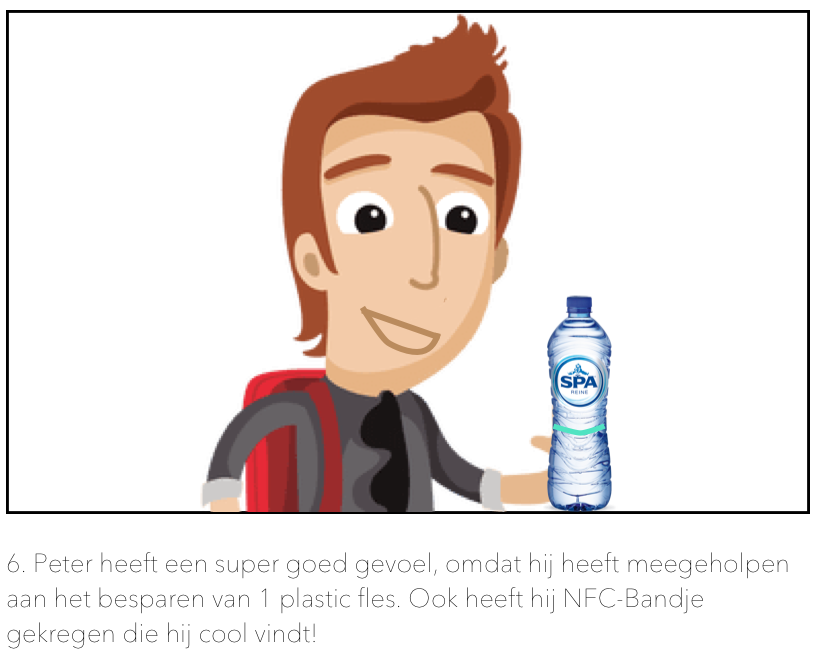 SPA
REINE
6. Peter heeft een super goed gevoel, omdat hij heeft meegeholpen
aan het besparen van 1 plastic fles. Ook heeft hij NFC-Bandje
gekregen die hij cool vindt!